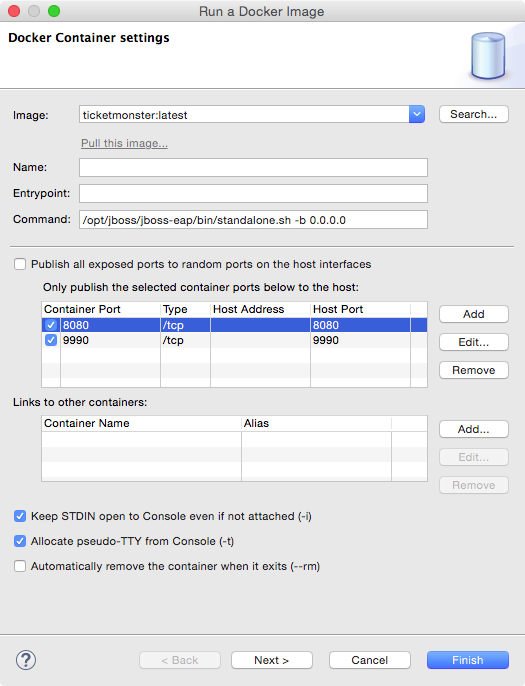 Run a Docker Image
Docker Container settings
Image: ticketmonster:latest Search...
Pull this image...
Name:
Entrypoint:
Command: /opt/jboss/jboss-eap/bin/standalone.sh -b 0.0.0.0
Publish all exposed ports to random ports on the host interfaces
Only publish the selected container ports below to the host:
Container Port Type Host Address Host Port Add
8080 /tcp 8080
9990 /tcp 9990 Edit...
Remove
Links to other containers:
Container Name Alias Add...
Edit...
Remove
Keep STDIN open to Console even if not attached (-i)
Allocate pseudo-TTY from Console (-t)
Automatically remove the container when it exits (--rm)
? < Back Next > Cancel Finish